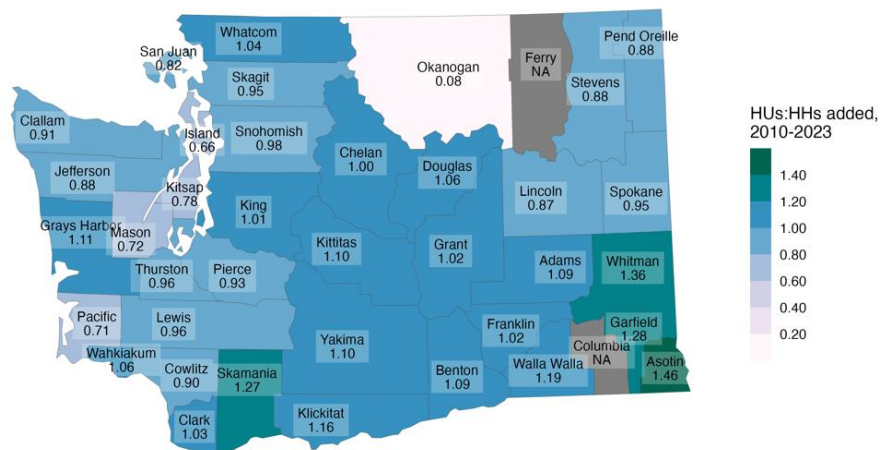 Whatcom
1.04
San Juan
0.82
Skagit
0.95
Okanogan
0.08
Ferry
NA
Pend Oreille
0.88
Stevens
0.88
Clallam
0.91
Island
0.66
Snohomish
0.98
Chelan
1.00
Douglas
1.06
Jefferson
0.88
Kitsap
0.78
King
1.01
Lincoln
0.87
Spokane
0.95
Grays Harbor
1.11
Mason
0.72
Kittitas
1.10
Grant
1.02
Adams
1.09
Whitman
1.36
Thurston
0.96
Pierce
0.93
Pacific
0.71
Lewis
0.96
Yakima
1.10
Franklin
1.02
Columbia
NA
Garfield
1.28
Asotin
1.46
Wahkiakum
1.06
Cowlitz
0.90
Skamania
1.27
Benton
1.09
Walla Walla
1.19
Clark
1.03
Klickitat
1.16
HUs:HHs added,
2010-2023
1.40
1.20
1.00
0.80
0.60
0.40
0.20